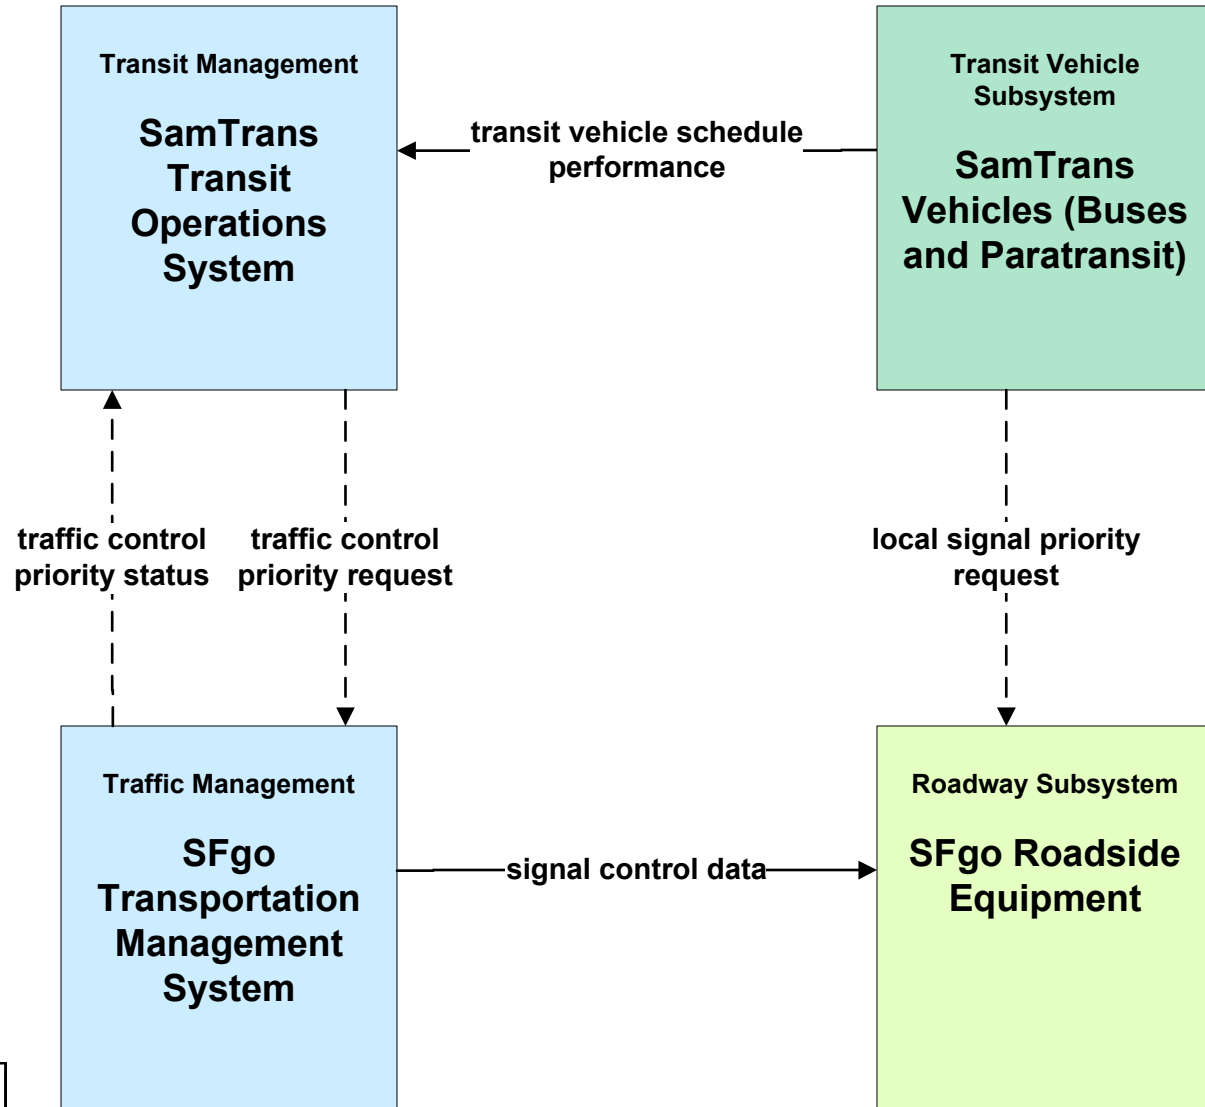 Transit Management
SamTrans
Transit
Operations
System
transit vehicle schedule
performance
Transit Vehicle
Subsystem
SamTrans
Vehicles (Buses
and Paratransit)
traffic control
priority status
traffic control
priority request
local signal priority
request
Traffic Management
SFgo
Transportation
Management
System
signal control data
Roadway Subsystem
SFgo Roadside
Equipment